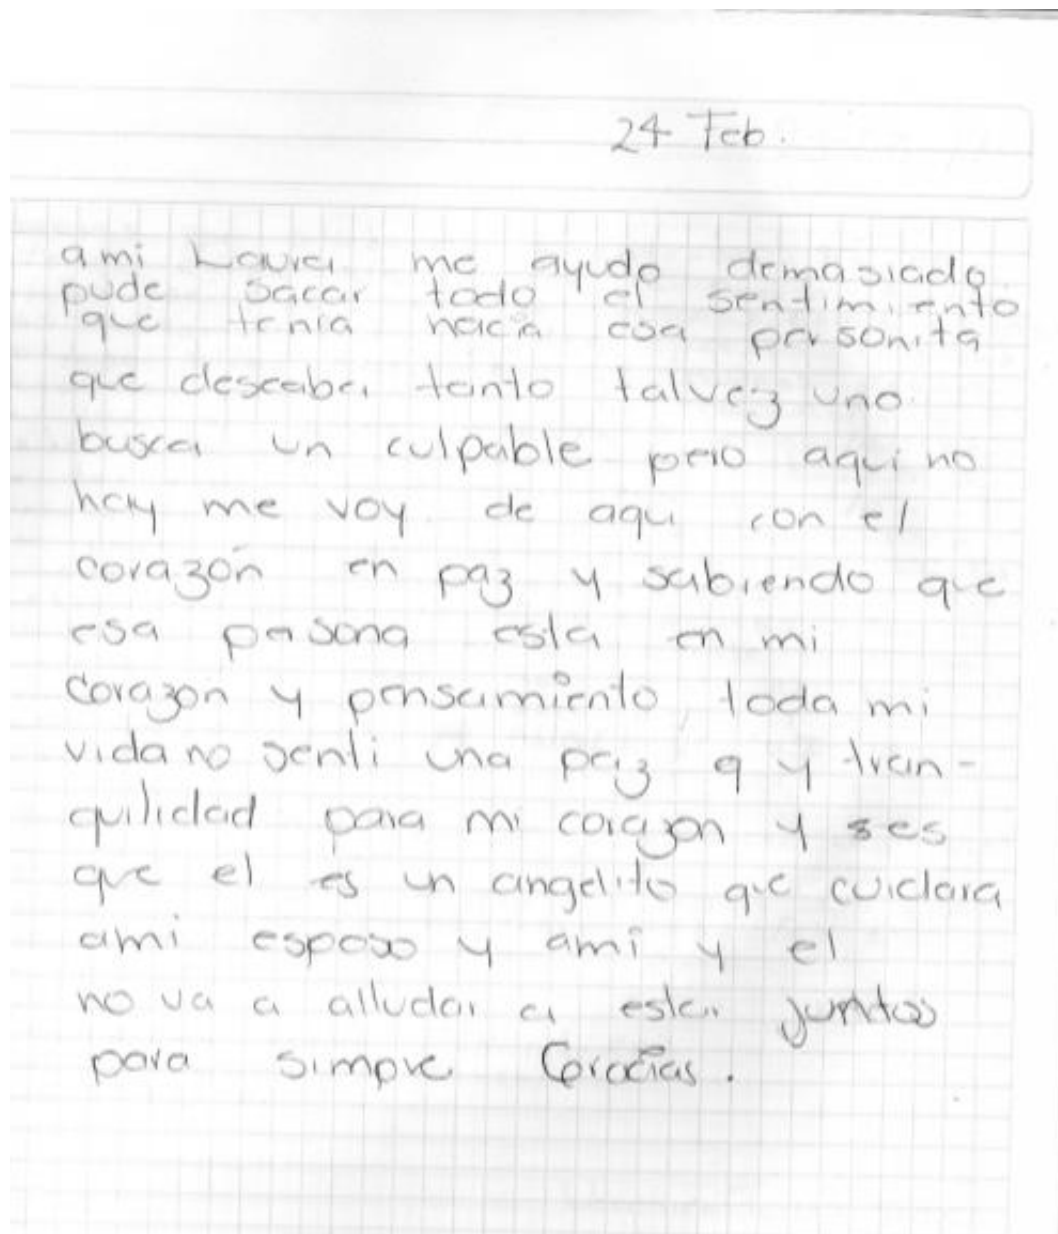 24 Feb.
ami Laura me ayudo demasiado
pude sacar todo el sentimiento
que tenia hacia esa personita
que deseaba tanto talvez uno
busca un culpable pero aqui no
hay me voy de aqui con el
corazón en paz y sabiendo que
esa persona esta en mi
corazon y pensamiento toda mi
vida no senti una paz q y tran-
quilidad para mi corazon y ses
que el es un angelito que cuidara
ami esposo y ami y el
no va a alludar a estar juntos
para simpre Gracias.